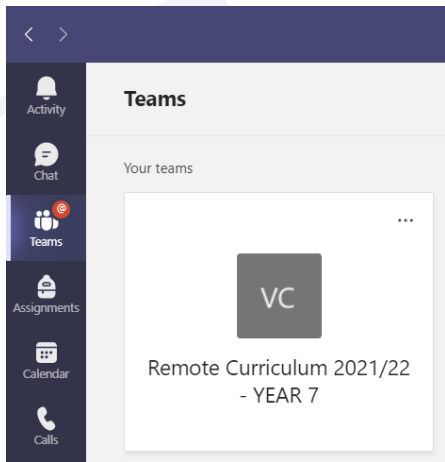 Activity
Teams
Chat
Your teams
@
Teams
...
VC
Assignments
Remote Curriculum 2021/22
- YEAR 7
Calendar
Calls